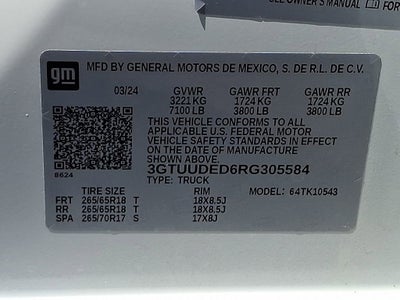 SEE OWNER'S MANUAL
FOR
gm
MFD BY GENERAL MOTORS DE MEXICO, S. DE R.L. DE C.V.
03/24 GVWR GAWR FRT GAWR RR
3221 KG 1724 KG 1724 KG
7100 LB 3800 LB 3800 LB
THIS VEHICLE CONFORMS TO ALL
APPLICABLE U.S. FEDERAL MOTOR
VEHICLE SAFETY STANDARDS IN EFFECT
ON THE DATE OF MANUFACTURE
SHOWN ABOVE.
3GTUUDED6RG305584
8624 TYPE: TRUCK
TIRE SIZE RIM MODEL: 64TK10543
FRT 265/65R18 T 18X8.5J
RR 265/65R18 T 18X8.5J
SPA 265/70R17 S 17X8J